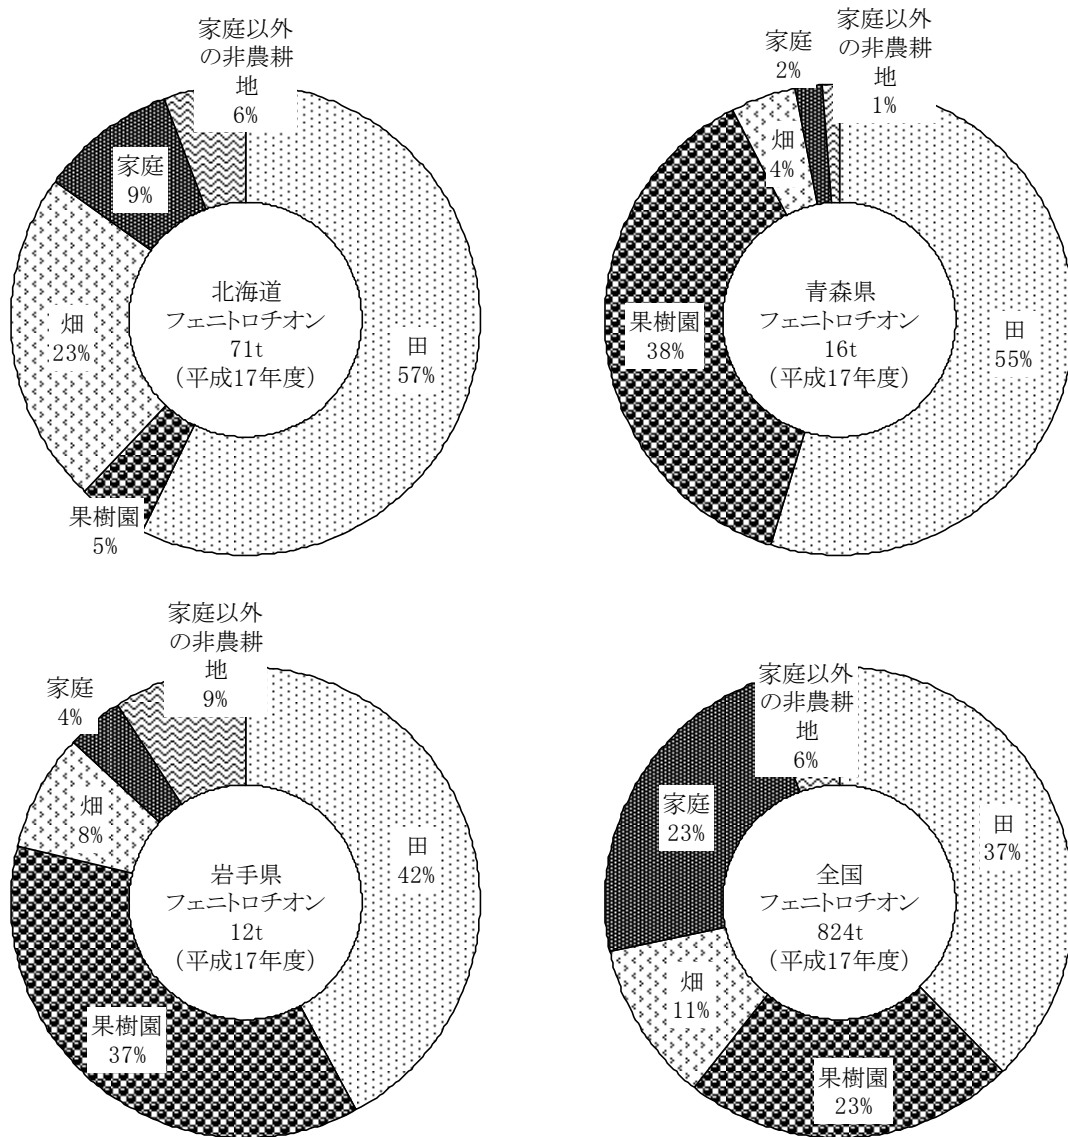 家庭以外
の非農耕
地
6%
家庭
9%
畑
23%
果樹園
5%
田
57%
北海道
フェニトロチオン
71t
（平成17年度）
家庭以外
の非農耕
地
1%
家庭
2%
畑
4%
果樹園
38%
田
55%
青森県
フェニトロチオン
16t
（平成17年度）
家庭以外
の非農耕
地
9%
家庭
4%
畑
8%
果樹園
37%
田
42%
岩手県
フェニトロチオン
12t
（平成17年度）
家庭以外
の非農耕
地
6%
家庭
23%
畑
11%
果樹園
23%
田
37%
全国
フェニトロチオン
824t
（平成17年度）